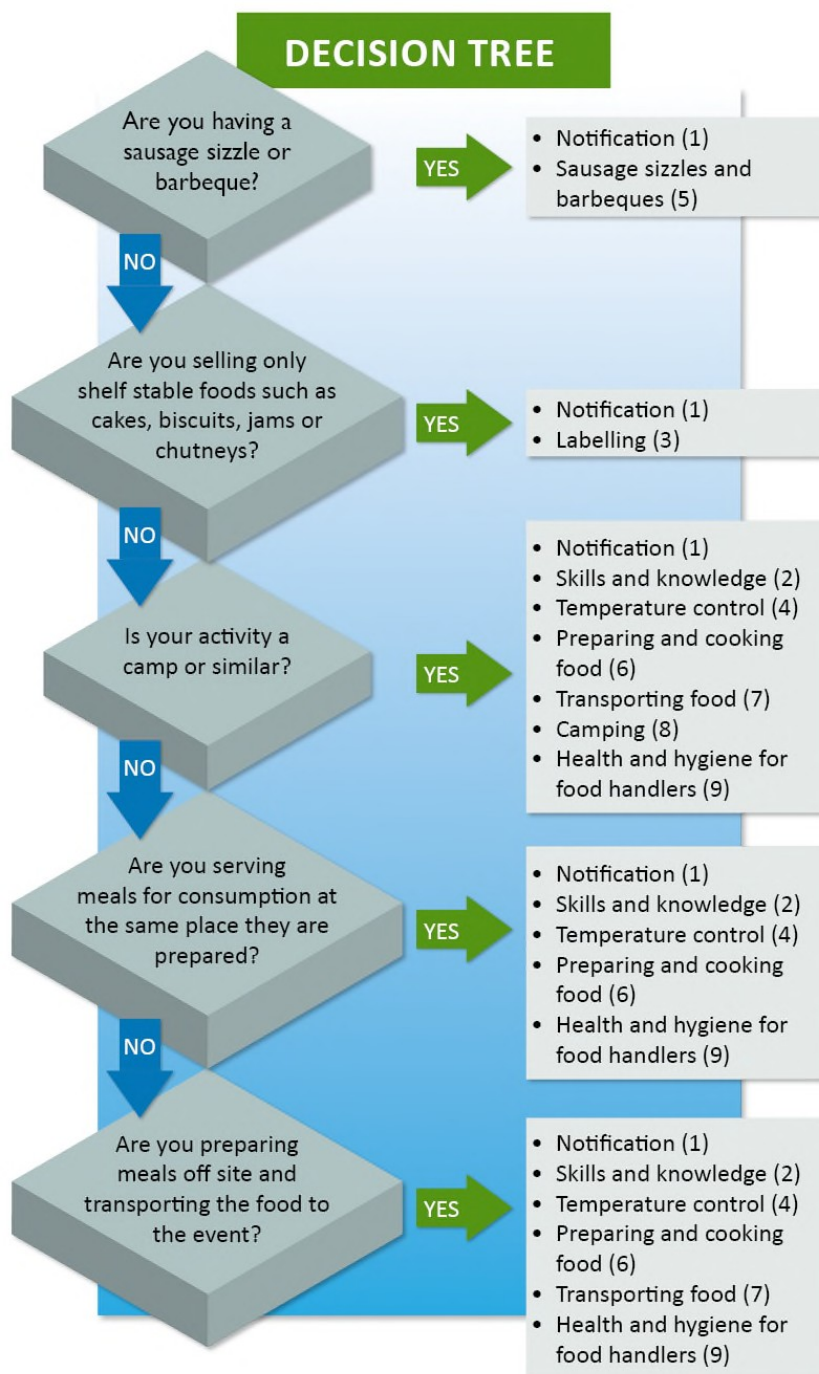 DECISION TREE
Are you having a
sausage sizzle or
barbeque?
YES
• Notification (1)
• Sausage sizzles and
barbeques (5)
NO
Are you selling only
shelf stable foods such as
cakes, biscuits, jams or
chutneys?
YES
• Notification (1)
• Labelling (3)
NO
Is your activity a
camp or similar?
YES
• Notification (1)
• Skills and knowledge (2)
• Temperature control (4)
• Preparing and cooking
food (6)
• Transporting food (7)
• Camping (8)
• Health and hygiene for
food handlers (9)
NO
Are you serving
meals for consumption at
the same place they are
prepared?
YES
• Notification (1)
• Skills and knowledge (2)
• Temperature control (4)
• Preparing and cooking
food (6)
• Health and hygiene for
food handlers (9)
NO
Are you preparing
meals off site and
transporting the food to
the event?
YES
• Notification (1)
• Skills and knowledge (2)
• Temperature control (4)
• Preparing and cooking
food (6)
• Transporting food (7)
• Health and hygiene for
food handlers (9)